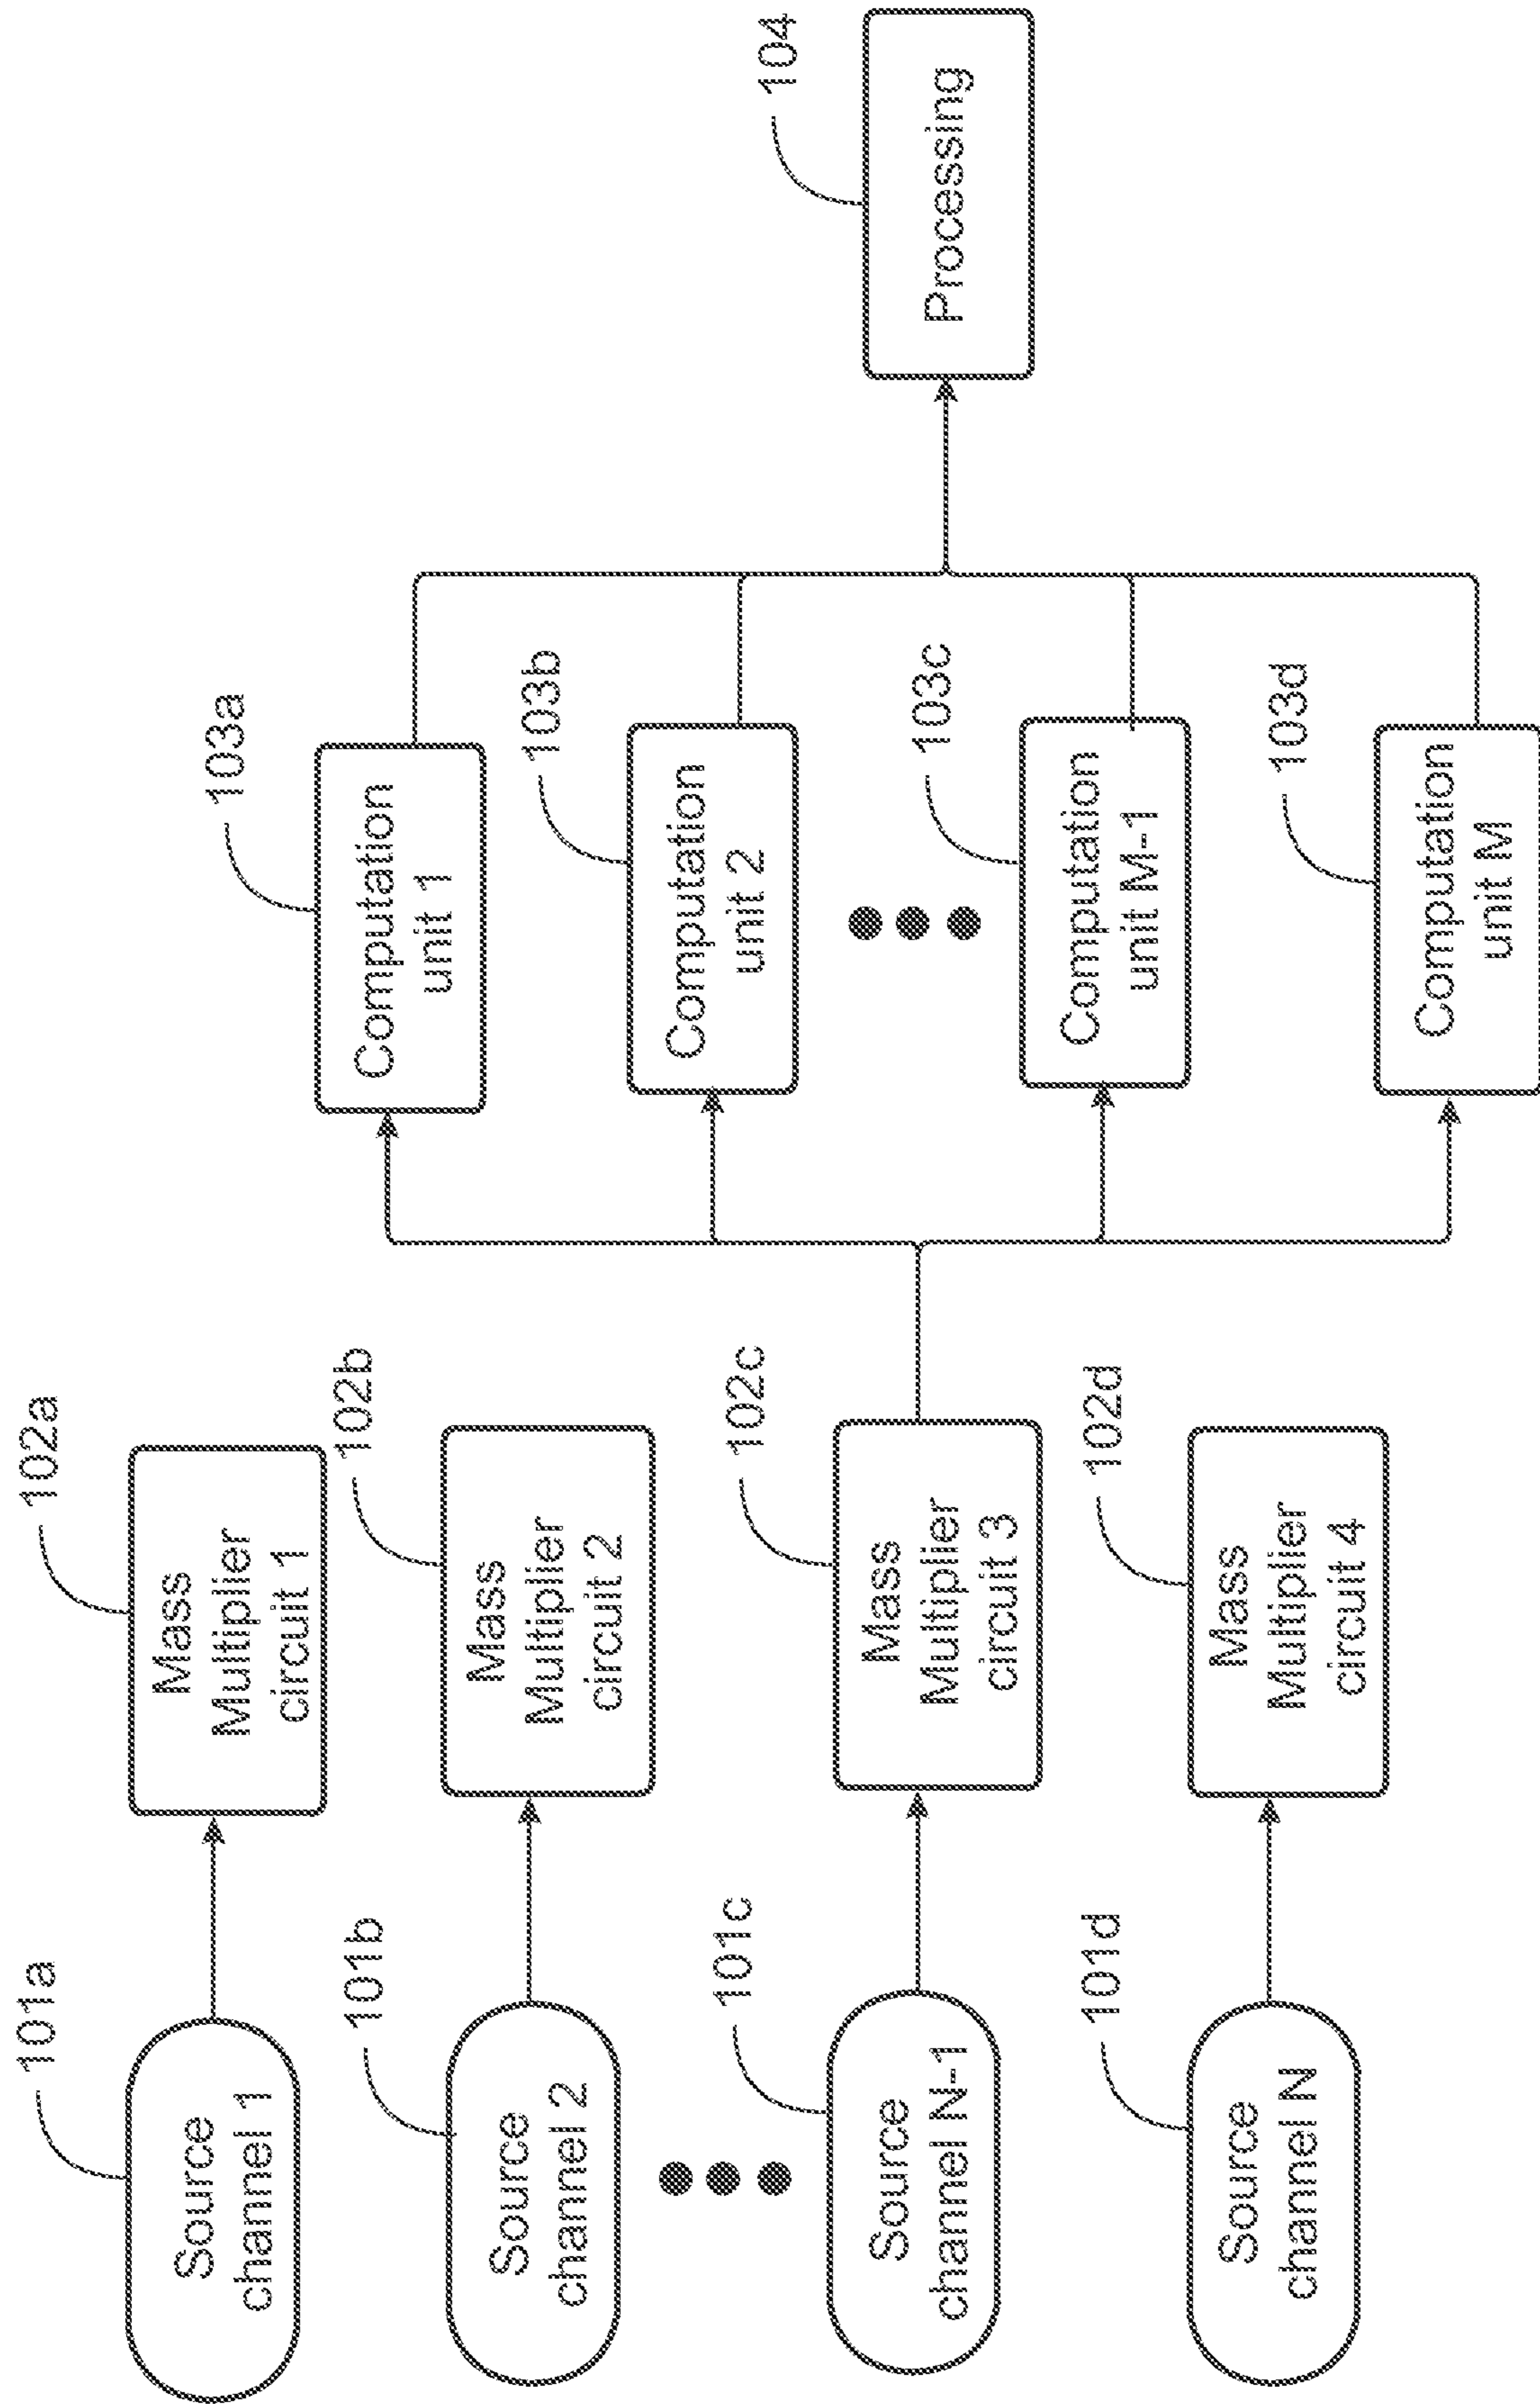 101a
Source
channel 1
102a
Mass
Multiplier
circuit 1
103a
Computation
unit 1
101b
Source
channel 2
102b
Mass
Multiplier
circuit 2
103b
Computation
unit 2
101c
Source
channel N-1
102c
Mass
Multiplier
circuit 3
103c
Computation
unit M-1
101d
Source
channel N
102d
Mass
Multiplier
circuit 4
103d
Computation
unit M
104
Processing